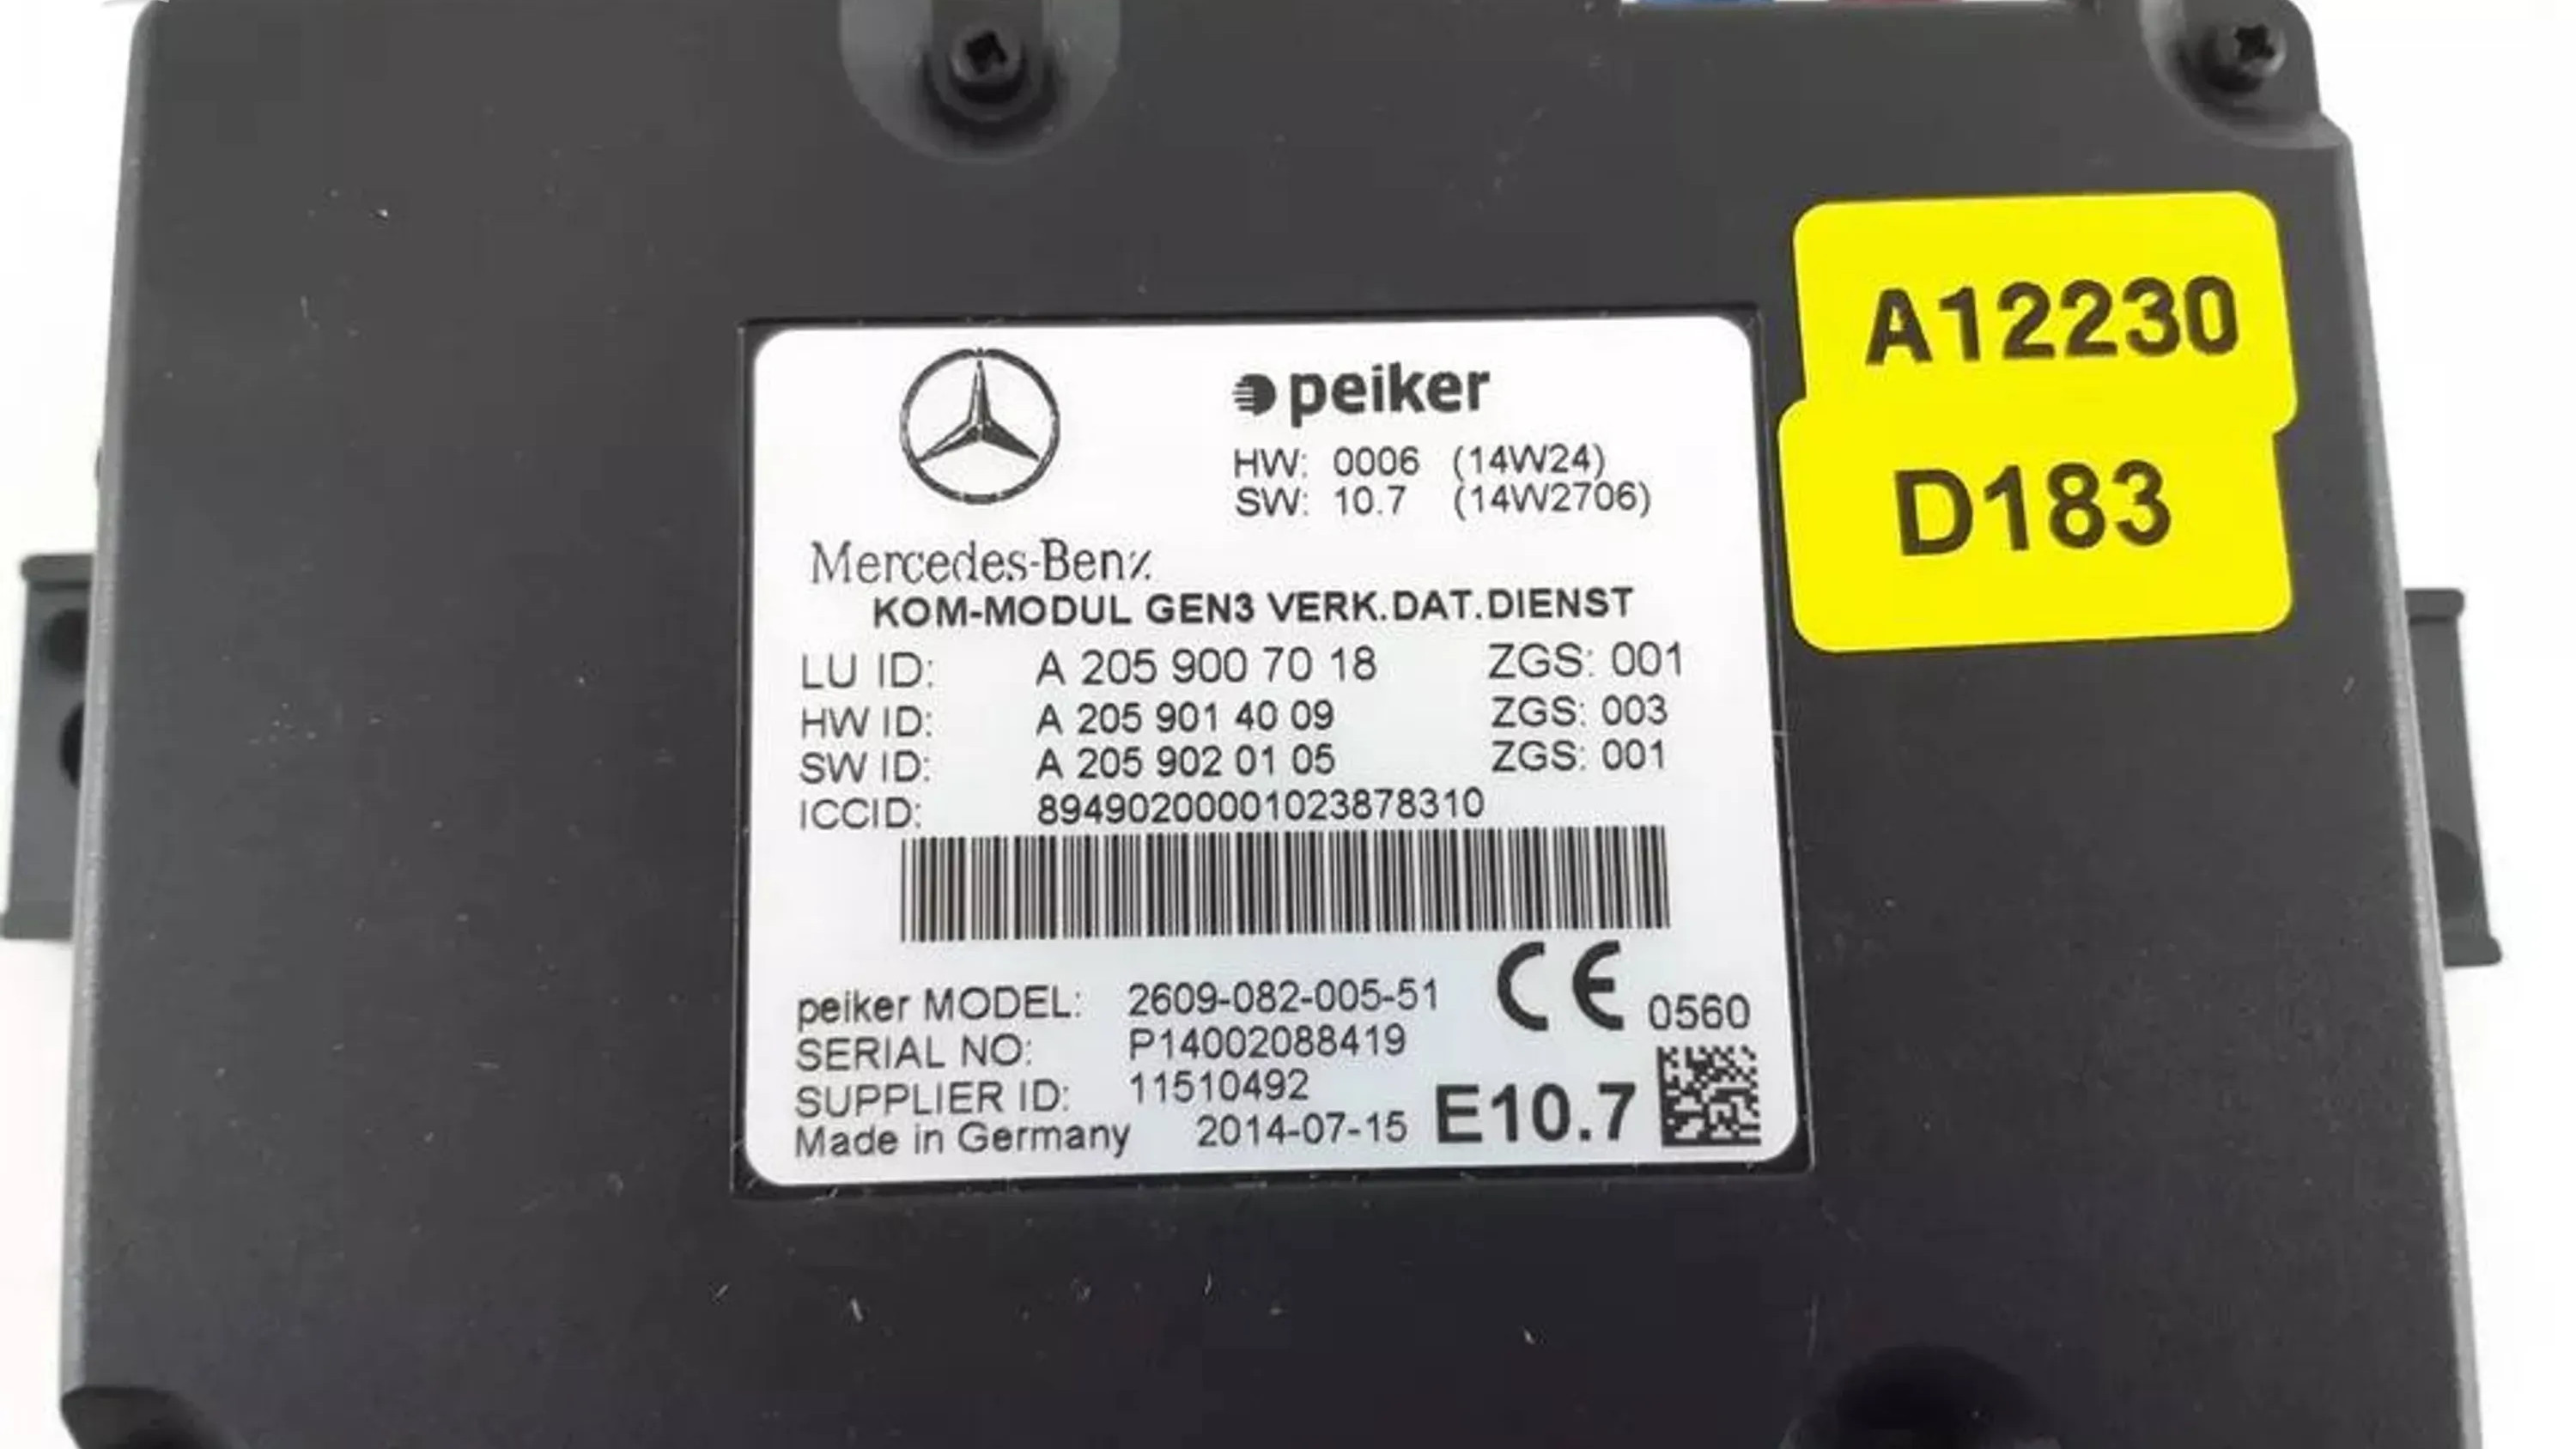 peiker
HW: 0006 (14W24)
SW: 10.7 (14W2706)
Mercedes-Benz
KOM-MODUL GEN3 VERK.DAT.DIENST
LU ID: A 205 900 70 18 ZGS: 001
HW ID: A 205 901 40 09 ZGS: 003
SW ID: A 205 902 01 05 ZGS: 001
ICCID: 89490200001023878310
peiker MODEL: 2609-082-005-51 CE 0560
SERIAL NO: P14002088419
SUPPLIER ID: 11510492
Made in Germany 2014-07-15 E10.7
A12230
D183